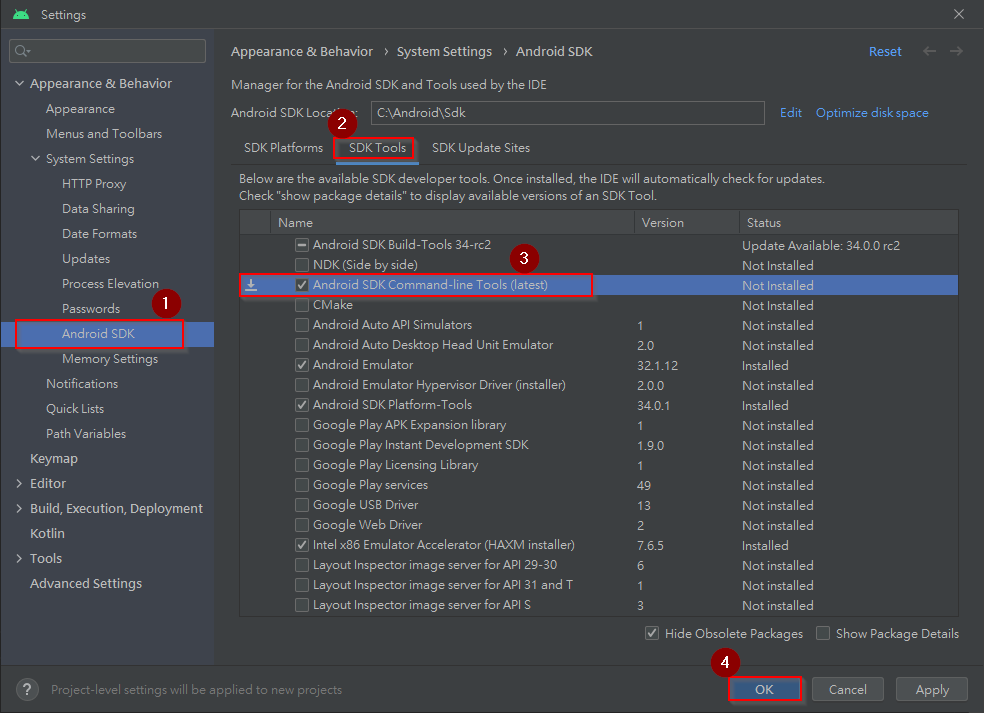 Settings
Appearance & Behavior
Appearance
Menus and Toolbars
System Settings
HTTP Proxy
Data Sharing
Date Formats
Updates
Process Elevation
Passwords
1
Android SDK
Memory Settings
Notifications
Quick Lists
Path Variables
Keymap
Editor
Build, Execution, Deployment
Kotlin
Tools
Advanced Settings
Appearance & Behavior › System Settings › Android SDK
Reset
Manager for the Android SDK and Tools used by the IDE
Android SDK C:\Android\Sdk Edit Optimize disk space
2
SDK Platforms SDK Tools SDK Update Sites
Below are the available SDK developer tools. Once installed, the IDE will automatically check for updates.
Check "show package details" to display available versions of an SDK Tool.
Name Version Status
Android SDK Build-Tools 34-rc2 Update Available: 34.0.0 rc2
3
NDK (Side by side) Not Installed
Android SDK Command-line Tools (latest) Not Installed
CMake Not Installed
Android Auto API Simulators 1 Not installed
Android Auto Desktop Head Unit Emulator 2.0 Not installed
Android Emulator 32.1.12 Installed
Android Emulator Hypervisor Driver (installer) 2.0.0 Not installed
Android SDK Platform-Tools 34.0.1 Installed
Google Play APK Expansion library 1 Not installed
Google Play Instant Development SDK 1.9.0 Not installed
Google Play Licensing Library 1 Not installed
Google Play services 49 Not installed
Google USB Driver 13 Not installed
Google Web Driver 2 Not installed
Intel x86 Emulator Accelerator (HAXM installer) 7.6.5 Installed
Layout Inspector image server for API 29-30 6 Not installed
Layout Inspector image server for API 31 and T 1 Not installed
Layout Inspector image server for API S 3 Not installed
Hide Obsolete Packages Show Package Details
4
? Project-level settings will be applied to new projects
OK Cancel Apply